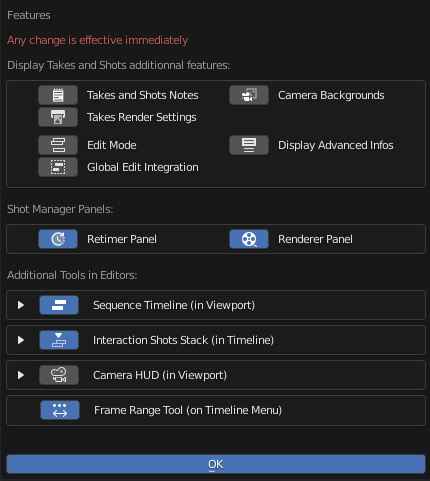 Features
Any change is effective immediately
Display Takes and Shots additionnal features:
Takes and Shots Notes
Camera Backgrounds
Takes Render Settings
Edit Mode
Display Advanced Infos
Global Edit Integration
Shot Manager Panels:
Retimer Panel
Renderer Panel
Additional Tools in Editors:
Sequence Timeline (in Viewport)
Interaction Shots Stack (in Timeline)
Camera HUD (in Viewport)
Frame Range Tool (on Timeline Menu)
OK